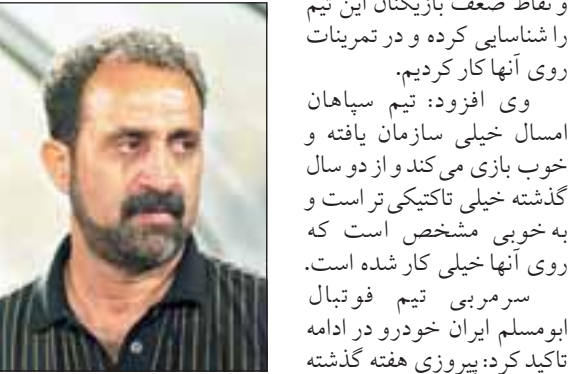 و نقاط ضعف بازیکنان این تیم
را شناسایی کرده و در تمرینات
روی آنها کار کردیم.
وی افزود: تیم سپاهان
امسال خیلی سازمان یافته و
خوب بازی می‌کند و از دو سال
گذشته خیلی تاکتیکی‌تر است و
به خوبی مشخص است که
روی آنها خیلی کار شده است.
سرمربی تیم فوتبال
ابومسلم ایران خودرو در ادامه
تاکید کرد: پیروزی هفته گذشته